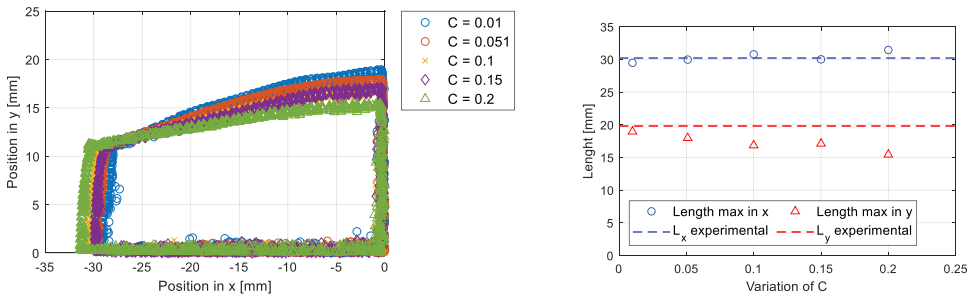 25
20
15
10
5
0
Position in y [mm]
-35 -30 -25 -20 -15 -10 -5 0
Position in x [mm]
C = 0.01
C = 0.051
C = 0.1
C = 0.15
C = 0.2
35
30
25
20
15
10
5
0
Lenght [mm]
Length max in x
Length max in y
Lx experimental
Ly experimental
0 0.05 0.1 0.15 0.2 0.25
Variation of C